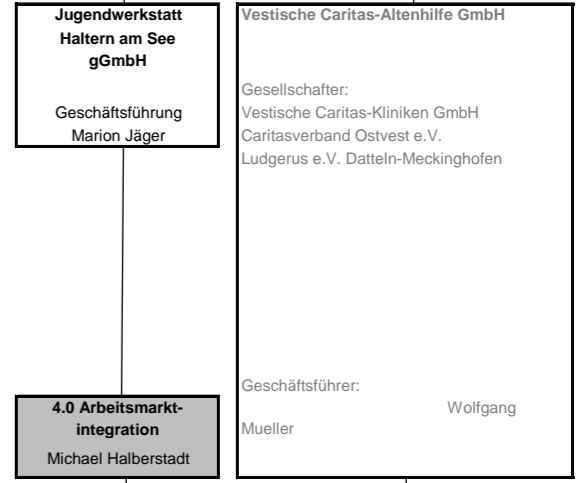 Jugendwerkstatt
Haltern am See
gGmbH
Geschäftsführung
Marion Jäger
4.0 Arbeitsmarkt-
integration
Michael Halberstadt
Vestische Caritas-Altenhilfe GmbH
Gesellschafter:
Vestische Caritas-Kliniken GmbH
Caritasverband Ostvest e.V.
Ludgerus e.V. Datteln-Meckinghofen
Geschäftsführer:
Wolfgang
Mueller